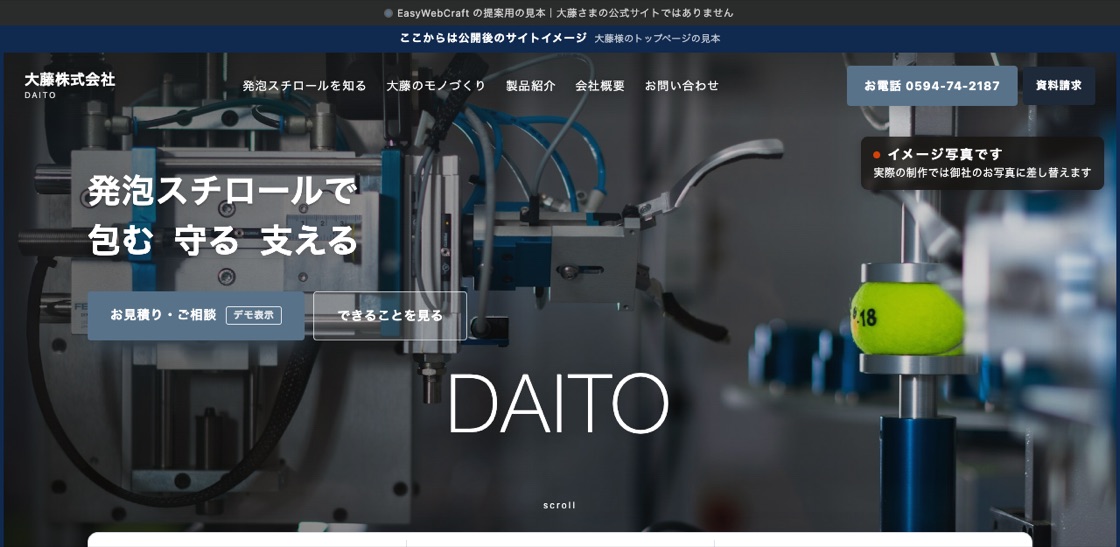 EasyWebCraft の提案用の見本｜大藤さまの公式サイトではありません
ここからは公開後のサイトイメージ 大藤様のトップページの見本
大藤株式会社
DAITO
発泡スチロールを知る 大藤のモノづくり 製品紹介 会社概要 お問い合わせ
お電話 0594-74-2187
資料請求
イメージ写真です
実際の制作では御社のお写真に差し替えます
発泡スチロールで
包む 守る 支える
お見積り・ご相談 デモ表示
できることを見る
18
DAITO
scroll